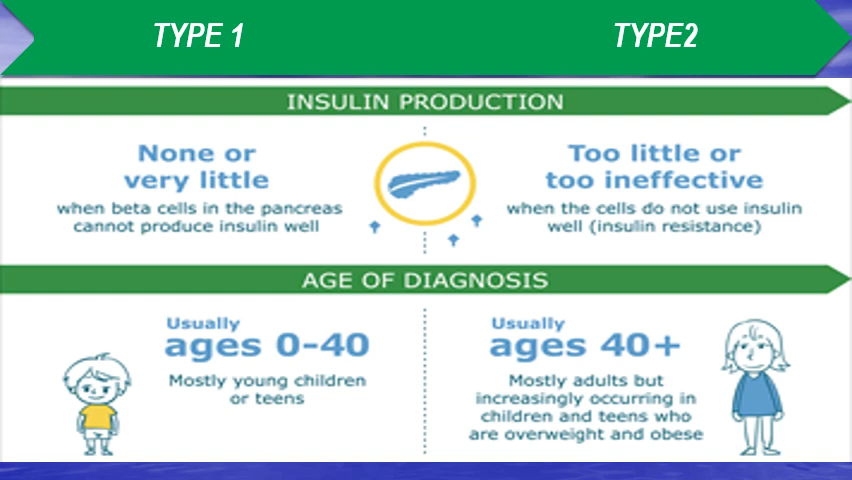 TYPE 1
TYPE2
INSULIN PRODUCTION
None or
very little
when beta cells in the pancreas
cannot produce insulin well
Too little or
too ineffective
when the cells do not use insulin
well (insulin resistance)
AGE OF DIAGNOSIS
Usually
ages 0-40
Mostly young children
or teens
Usually
ages 40+
Mostly adults but
increasingly occurring in
children and teens who
are overweight and obese